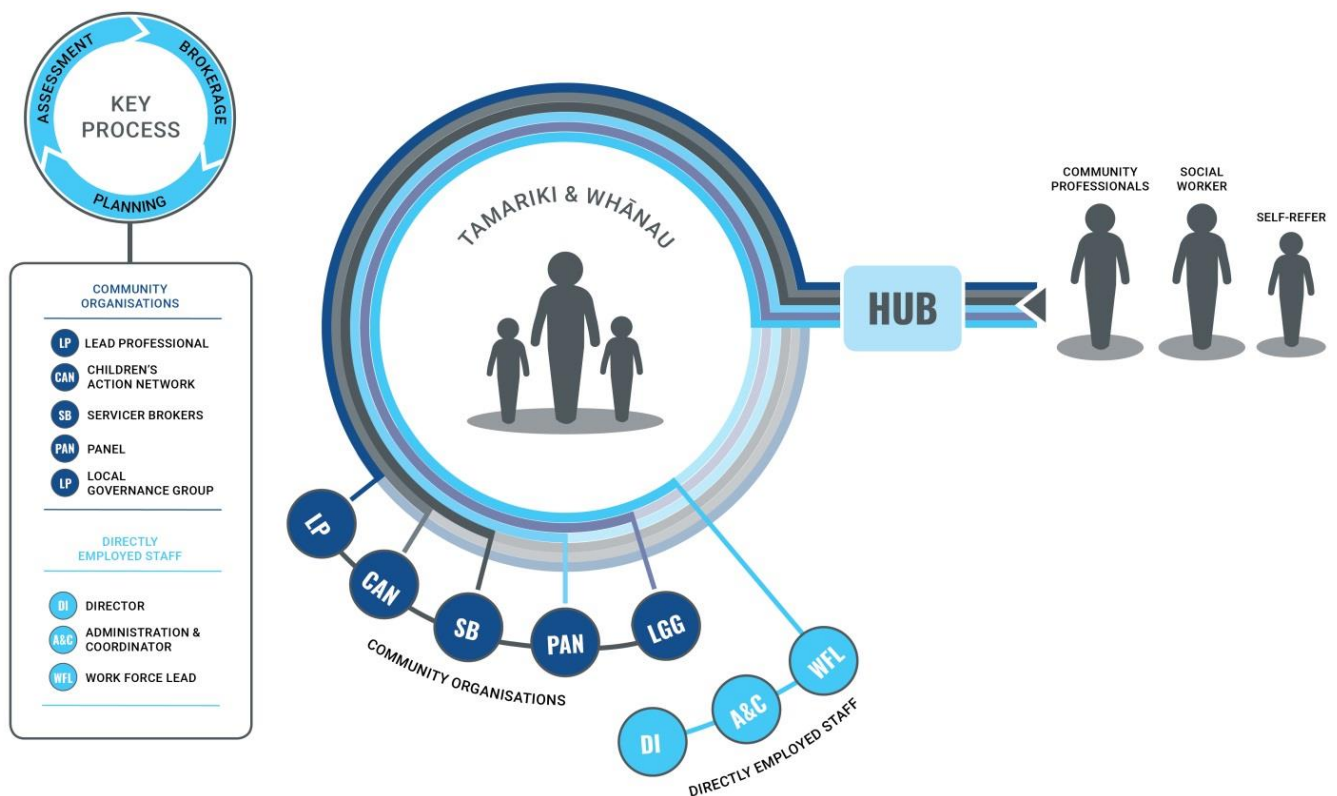 ASSESSMENT
BROKERAGE
PLANNING
KEY
PROCESS
COMMUNITY
ORGANISATIONS
LP LEAD PROFESSIONAL
CAN CHILDREN'S
ACTION NETWORK
SB SERVICER BROKERS
PAN PANEL
LP LOCAL
GOVERNANCE GROUP
DIRECTLY
EMPLOYED STAFF
DI DIRECTOR
A&C ADMINISTRATION &
COORDINATOR
WFL WORK FORCE LEAD
TAMARIKI & WHĀNAU
LP
CAN
SB
PAN
LGG
COMMUNITY ORGANISATIONS
DI
A&C
WFL
DIRECTLY EMPLOYED STAFF
HUB
COMMUNITY
PROFESSIONALS
SOCIAL
WORKER
SELF-REFER